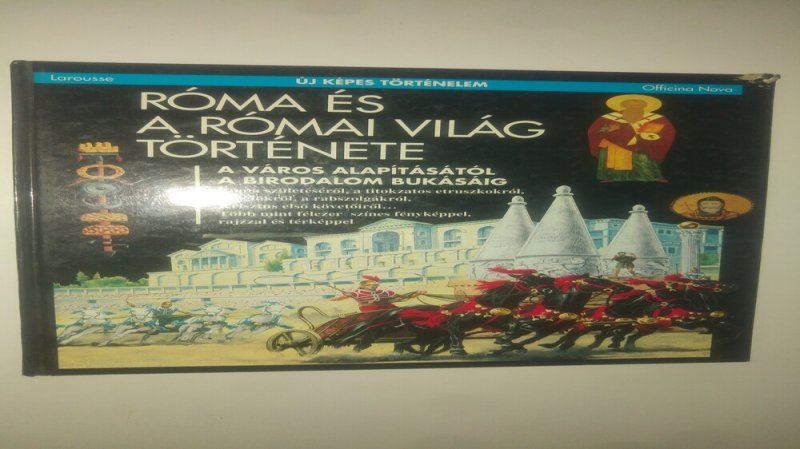 Larousse
ÚJ KÉPES TÖRTÉNELEM
Officina Nova
RÓMA ÉS
A RÓMAI VILÁG
TÖRTÉNETE
A VÁROS ALAPÍTÁSÁTÓL
A BIRODALOM BUKÁSÁIG
születéséről, a titokzatos etruszkokról,
a rabszolgákról,
első követőiről...
Több mint félezer színes fényképpel,
rajzzal és térképpel